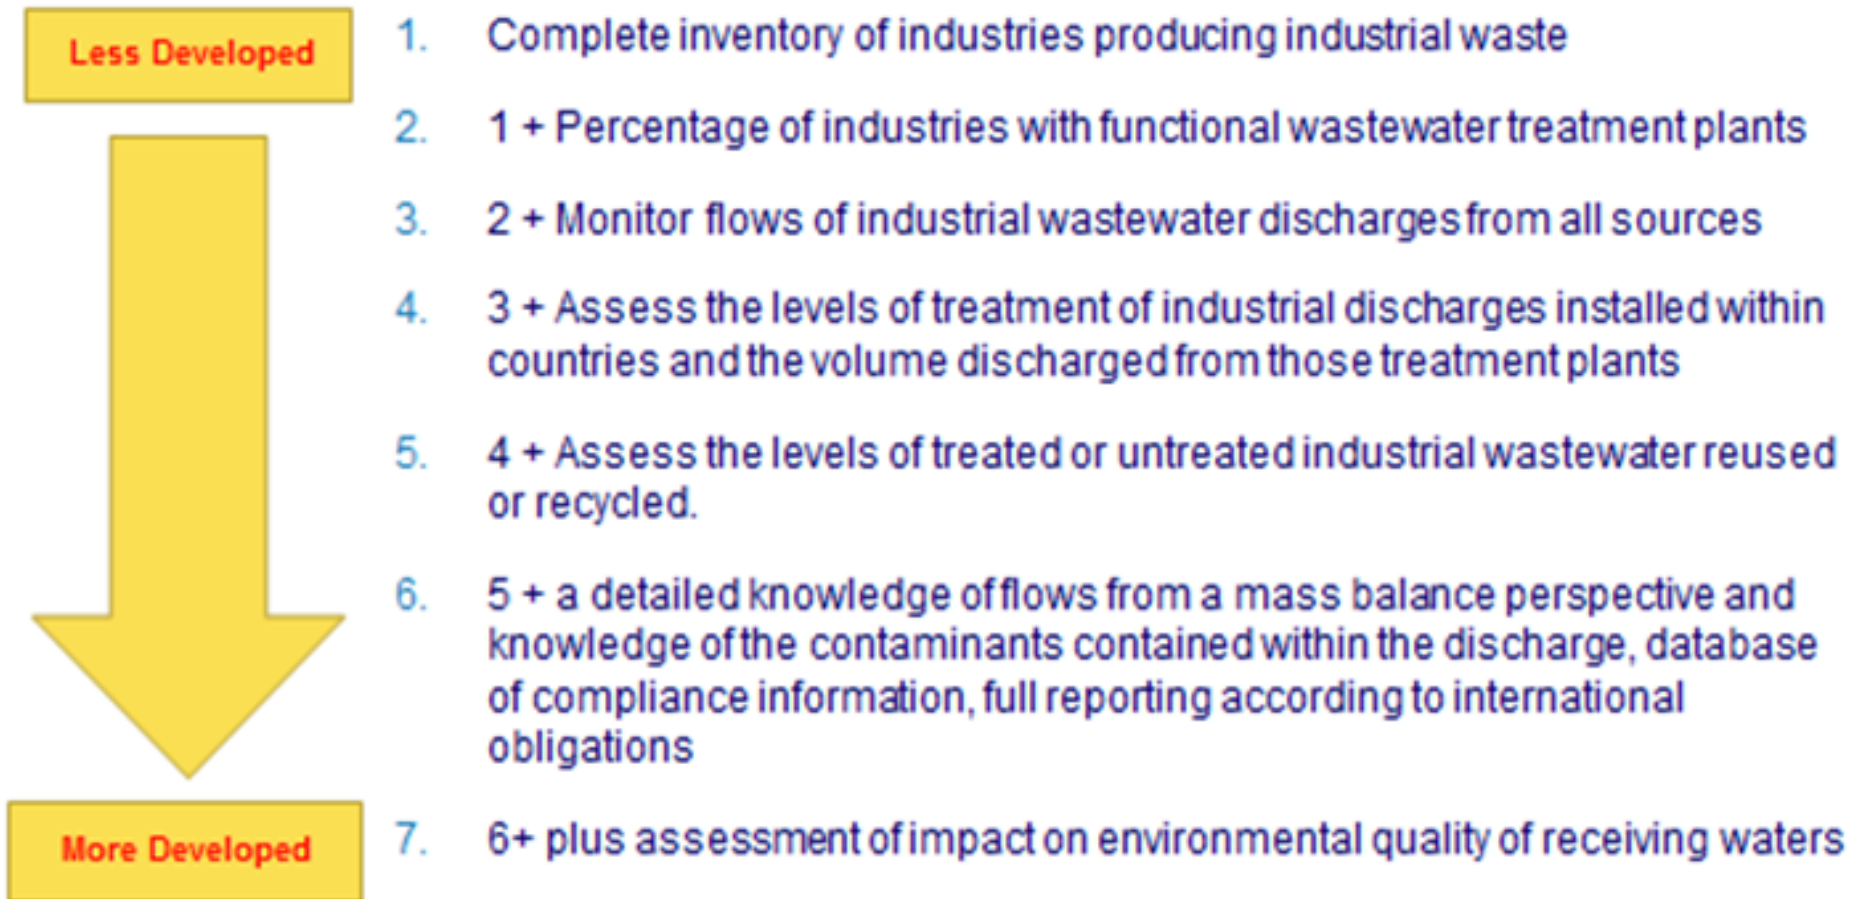 Less Developed
1. Complete inventory of industries producing industrial waste
2. 1 + Percentage of industries with functional wastewater treatment plants
3. 2 + Monitor flows of industrial wastewater discharges from all sources
4. 3 + Assess the levels of treatment of industrial discharges installed within
countries and the volume discharged from those treatment plants
5. 4 + Assess the levels of treated or untreated industrial wastewater reused
or recycled.
6. 5 + a detailed knowledge of flows from a mass balance perspective and
knowledge of the contaminants contained within the discharge, database
of compliance information, full reporting according to international
obligations
More Developed
7. 6+ plus assessment of impact on environmental quality of receiving waters